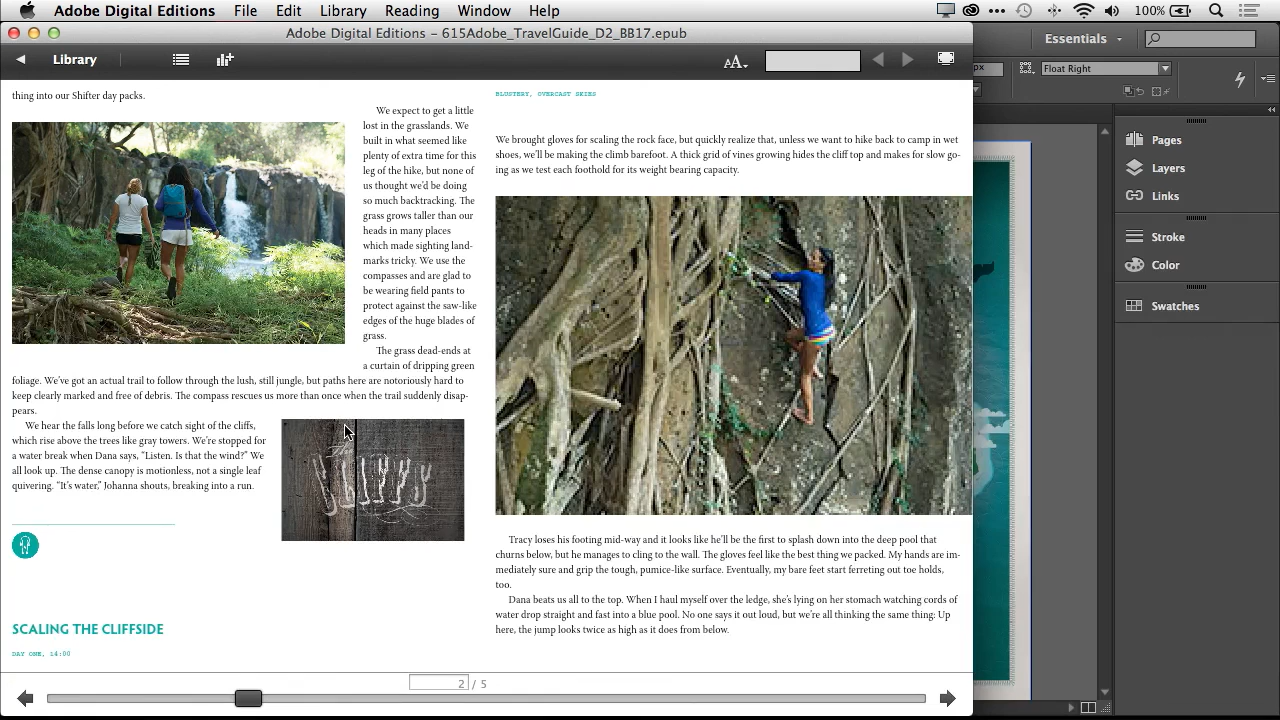 Adobe Digital Editions File Edit Library Reading Window Help 100%
Adobe Digital Editions - 615Adobe_TravelGuide_D2_BB17.epub
Essentials
Library
AA
px
Float Right
thing into our Shifter day packs.
We expect to get a little
lost in the grasslands. We
built in what seemed like
plenty of extra time for this
leg of the hike, but none of
us thought we'd be doing
so much backtracking. The
grass grows taller than our
heads in many places
which made sighting land-
marks tricky. We use the
compasses and are glad to
be wearing field pants to
protect against the saw-like
edges of the huge blades of
grass.
The grass dead-ends at
a curtain of dripping green
foliage. We've got an actual trail to follow through the lush, still jungle, but paths here are notoriously hard to
keep clearly marked and free of debris. The compass rescues us more than once when the trail suddenly disap-
pears.
We hear the falls long before we catch sight of the cliffs,
which rise above the trees like gray towers. We're stopped for
a water break when Dana says, "Listen. Is that the wind?" We
all look up. The dense canopy is motionless, not a single leaf
quivering. "It's water," Johanna shouts, breaking into a run.
SCALING THE CLIFFSIDE
DAY ONE, 14:00
BLUSTERY, OVERCAST SKIES
We brought gloves for scaling the rock face, but quickly realize that, unless we want to hike back to camp in wet
shoes, we'll be making the climb barefoot. A thick grid of vines growing hides the cliff top and makes for slow go-
ing as we test each foothold for its weight bearing capacity.
Tracy loses his footing mid-way and it looks like he'll be the first to splash down into the deep pool that
churns below, but he manages to cling to the wall. The gloves feel like the best thing we packed. My hands are im-
mediately sure and grip the tough, pumice-like surface. Eventually, my bare feet start ferreting out toe holds,
too.
Dana beats us all to the top. When I haul myself over the ledge, she's lying on her stomach watching cords of
water drop straight and fast into a blue pool. No one says it out loud, but we're all thinking the same thing: Up
here, the jump looks twice as high as it does from below.
2 / 5
Pages
Layers
Links
Stroke
Color
Swatches